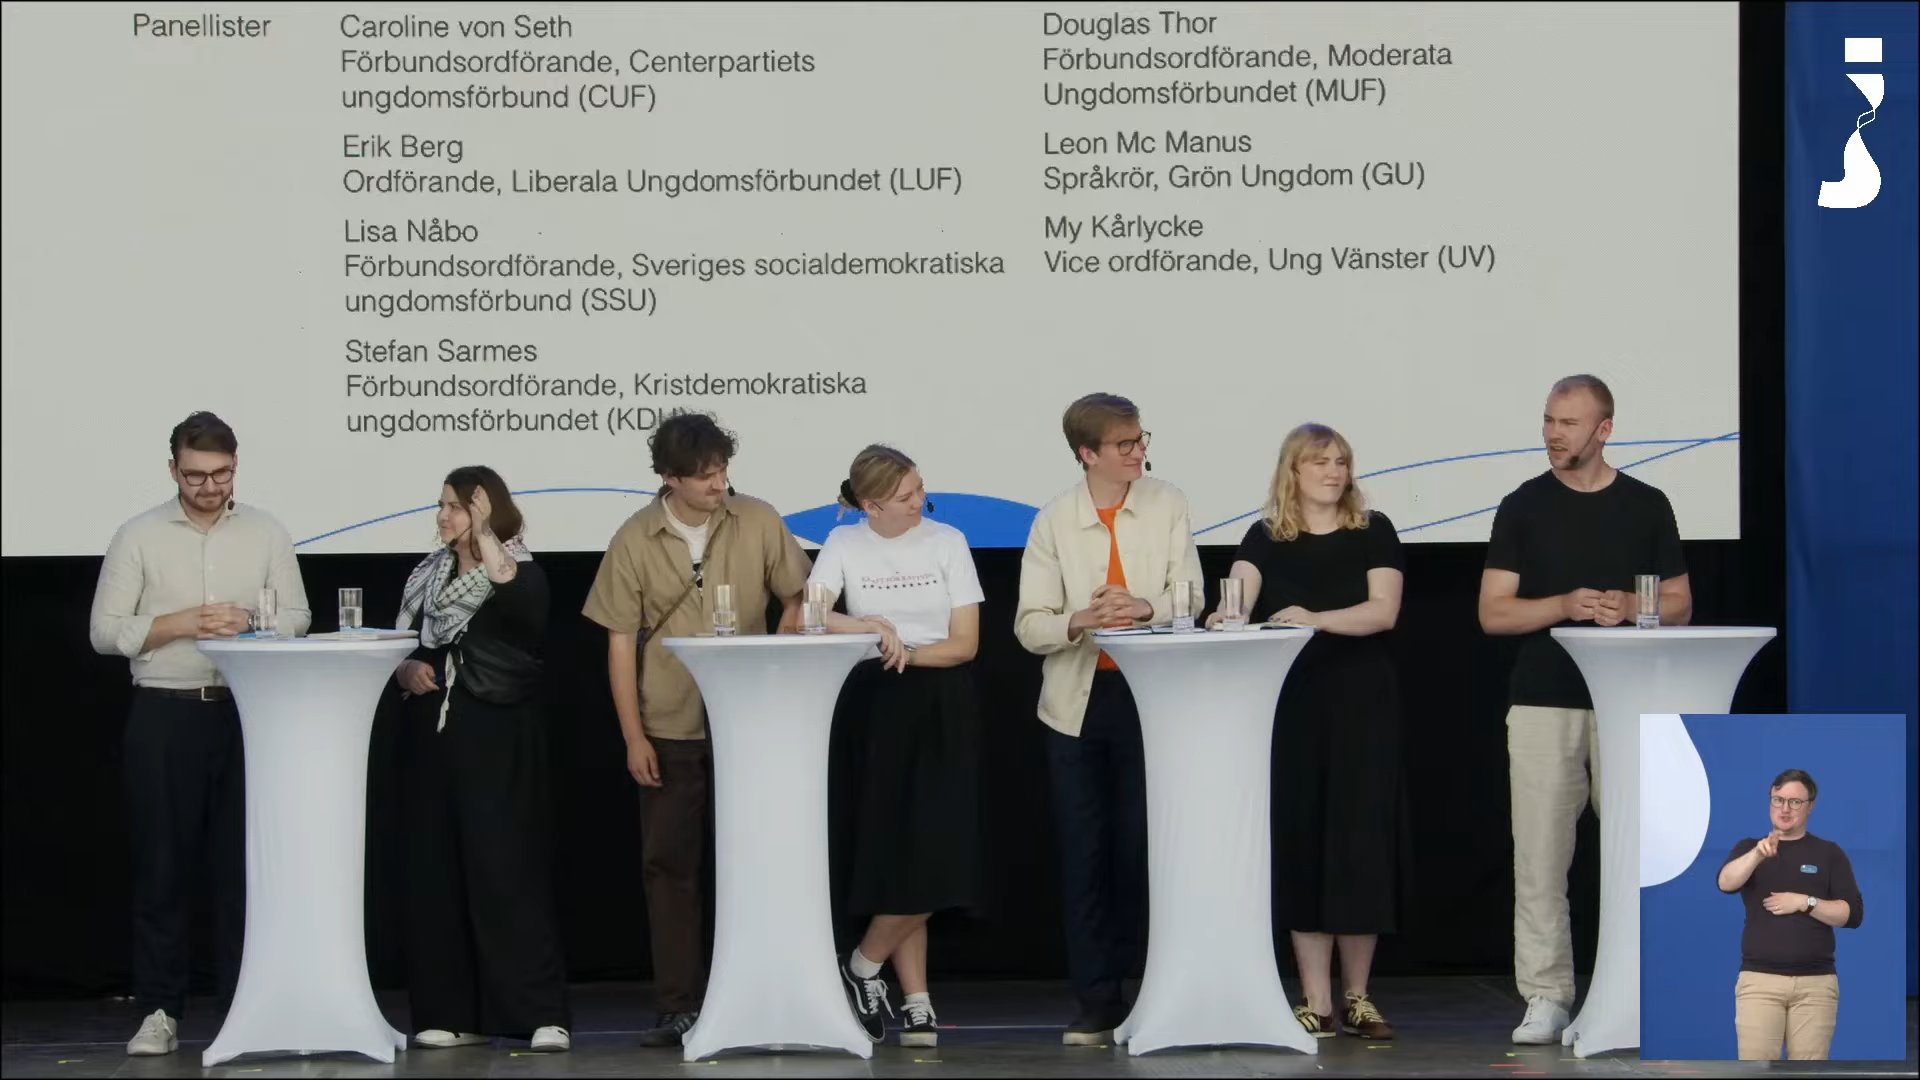 Panellister
Caroline von Seth
Förbundsordförande, Centerpartiets
ungdomsförbund (CUF)
Erik Berg
Ordförande, Liberala Ungdomsförbundet (LUF)
Lisa Nåbo
Förbundsordförande, Sveriges socialdemokratiska
ungdomsförbund (SSU)
Stefan Sarmes
Förbundsordförande, Kristdemokratiska
ungdomsförbundet (KDU)
Douglas Thor
Förbundsordförande, Moderata
Ungdomsförbundet (MUF)
Leon Mc Manus
Språkrör, Grön Ungdom (GU)
My Kårlycke
Vice ordförande, Ung Vänster (UV)